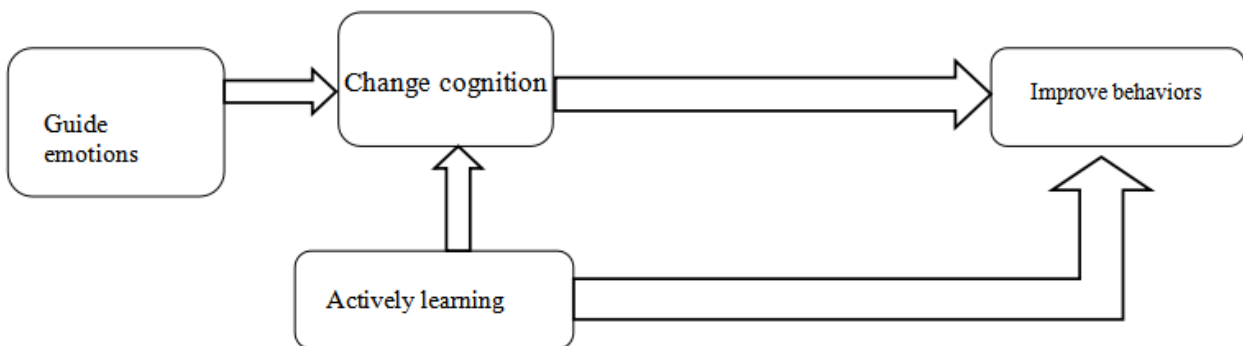 Guide
emotions
Change cognition
Improve behaviors
Actively learning